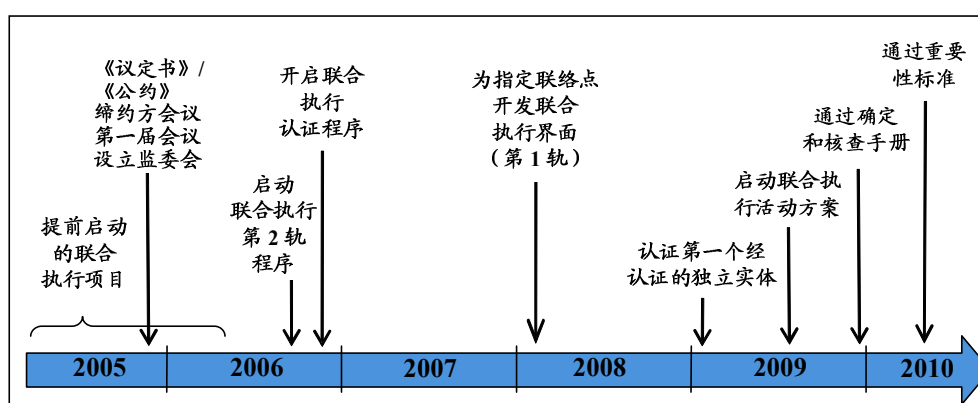 《议定书》/
《公约》
缔约方会议
第一届会议
设立监委会
提前启动
的联合
执行项目
开启联合
执行
认证程序
启动
联合执行
第 2 轨
程序
为指定联络点
开发联合
执行界面
（第 1 轨）
认证第一个经
认证的独立实体
启动联合执
行活动方案
通过确定
和核查手册
通过重要
性标准
2005
2006
2007
2008
2009
2010